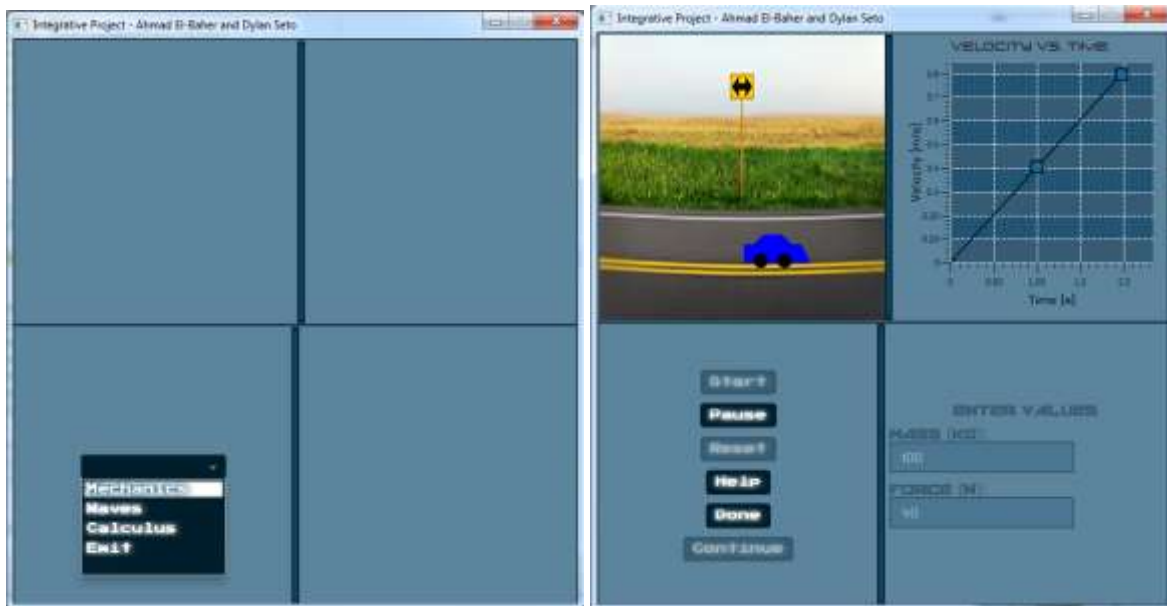 Integrative Project - Ahmad El-Baher and Dylan Seto
Mechanics
Waves
Calculus
Exit
Integrative Project - Ahmad El-Baher and Dylan Seto
VELOCITY VS. TIME
Velocity [m/s]
0
Time [s]
Start
Pause
Reset
Help
Done
Continue
ENTER VALUES
MASS (KG):
100
FORCE (N)
40